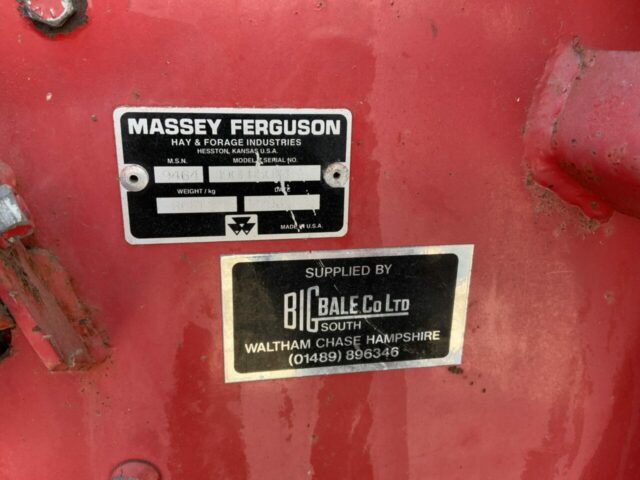 MASSEY FERGUSON
HAY & FORAGE INDUSTRIES
HESSTON, KANSAS U.S.A.
M.S.N. MODEL / SERIAL NO.
9464
WEIGHT / kg DATE
MADE IN U.S.A.
SUPPLIED BY
BIG BALE CO LTD
SOUTH
WALTHAM CHASE HAMPSHIRE
(01489) 896346